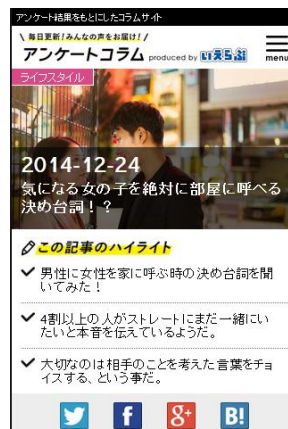 アンケート結果をもとにしたコラムサイト
\ 毎日更新!みんなの声をお届け! /
アンケートコラム produced by いえらぶ
menu
ライフスタイル
2014-12-24
気になる女の子を絶対に部屋に呼べる
決め台詞!?
この記事のハイライト
男性に女性を家に呼ぶ時の決め台詞を聞
いてみた!
4割以上の人がストレートにまだ一緒にい
たいと本音を伝えているようだ。
大切なのは相手のことを考えた言葉をチョ
イスする、という事だ。
f
g+
B!